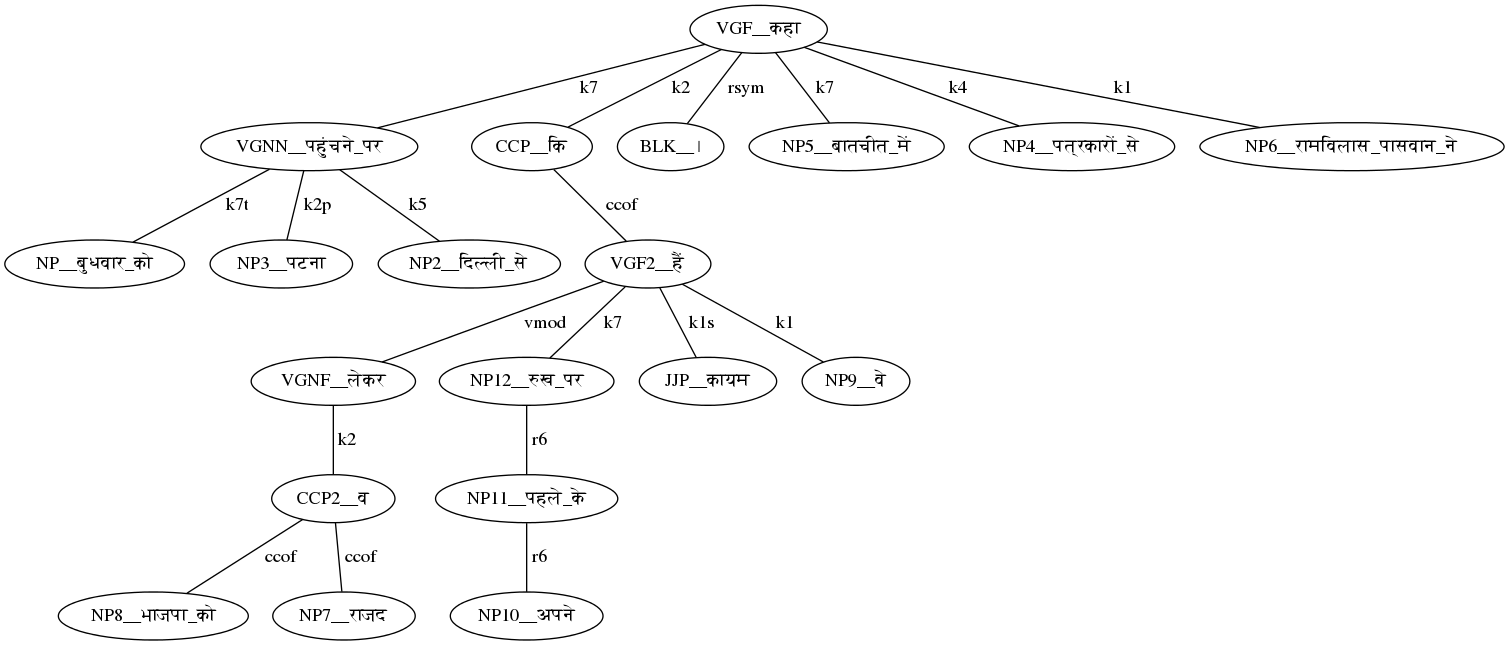 VGF__कहा
k7 k2 rsym k7 k4 k1
VGNN__पहुंचने_पर CCP__कि BLK__। NP5__बातचीत_में NP4__पत्रकारों_से NP6__रामविलास_पासवान_ने
k7t k2p k5 ccof
NP__बुधवार_को NP3__पटना NP2__दिल्ली_से VGF2__हैं
vmod k7 k1s k1
VGNF__लेकर NP12__रुख_पर JJP__कायम NP9__वे
k2 r6
CCP2__व NP11__पहले_के
ccof ccof r6
NP8__भाजपा_को NP7__राजद NP10__अपने